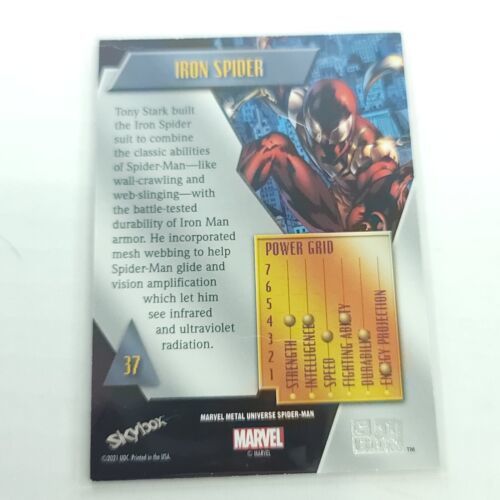 IRON SPIDER
Tony Stark built
the Iron Spider
suit to combine
the classic abilities
of Spider-Man—like
wall-crawling and
web-slinging—with
the battle-tested
durability of Iron Man
armor. He incorporated
mesh webbing to help
Spider-Man glide and
vision amplification
which let him
see infrared
and ultraviolet
radiation.
POWER GRID
7
6
5
4
3
2
1
STRENGTH
INTELLIGENCE
SPEED
FIGHTING ABILITY
DURABILITY
ENERGY PROJECTION
37
SkyBox
©2021 UDC. Printed in the USA.
MARVEL METAL UNIVERSE SPIDER-MAN
MARVEL
© MARVEL
TM